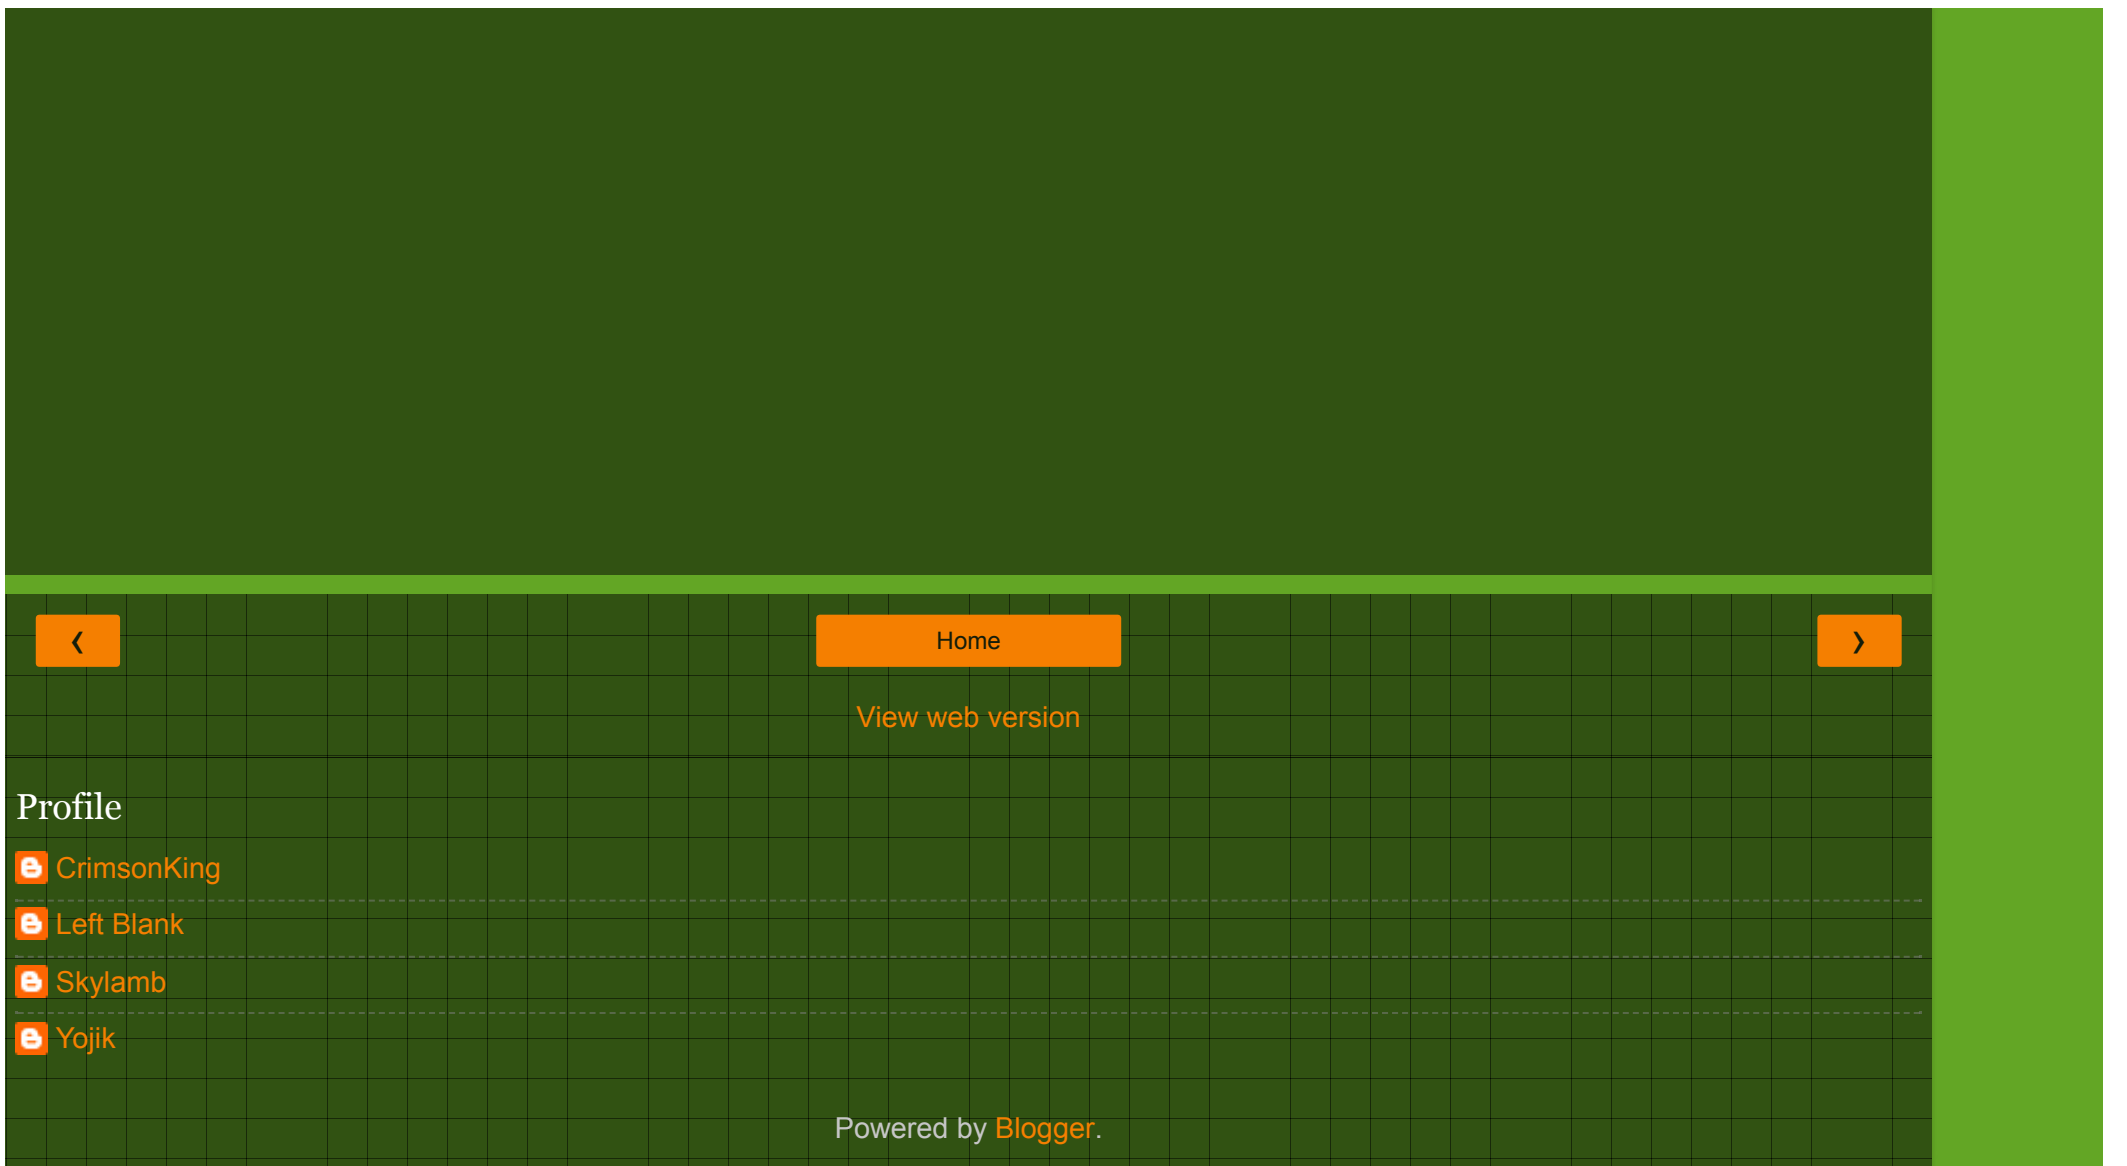 ‹ Home ›
View web version
Profile
CrimsonKing
Left Blank
Skylamb
Yojik
Powered by Blogger.